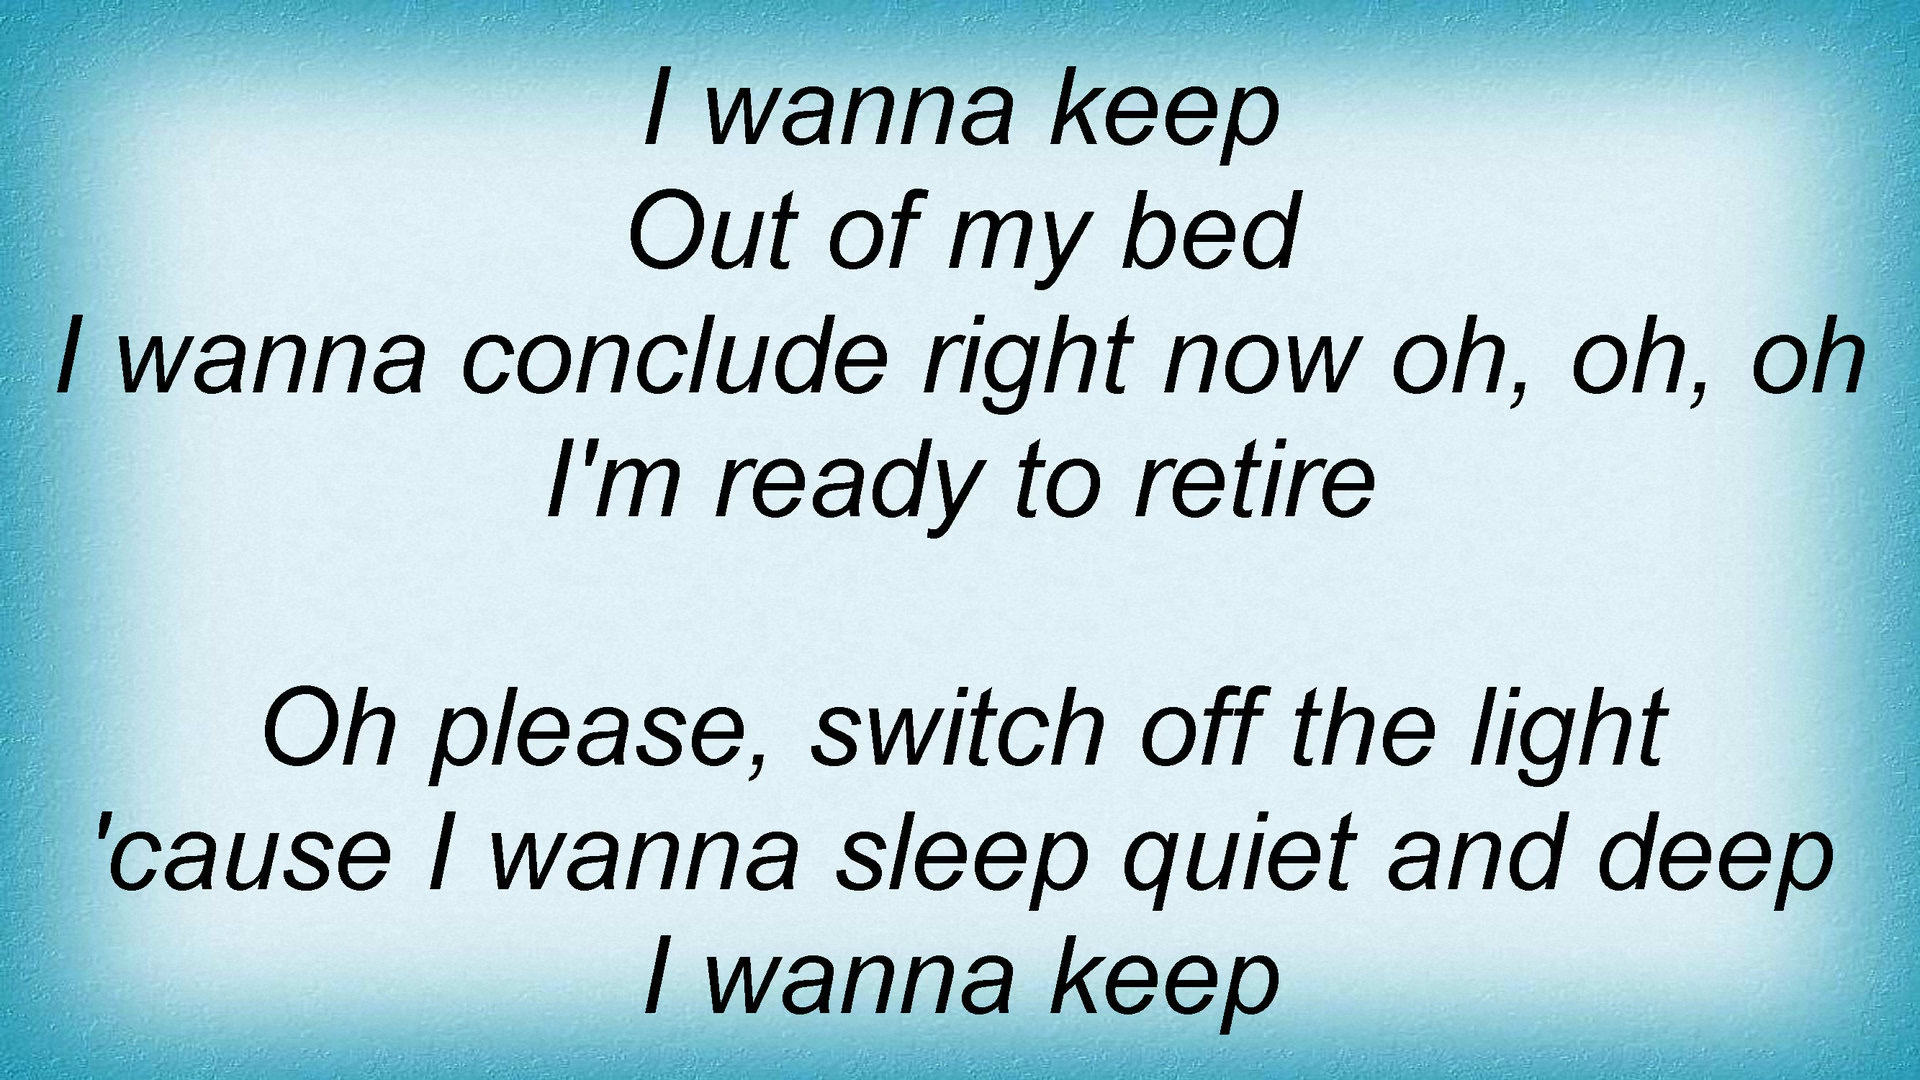 I wanna keep
Out of my bed
I wanna conclude right now oh, oh, oh
I'm ready to retire
Oh please, switch off the light
'cause I wanna sleep quiet and deep
I wanna keep